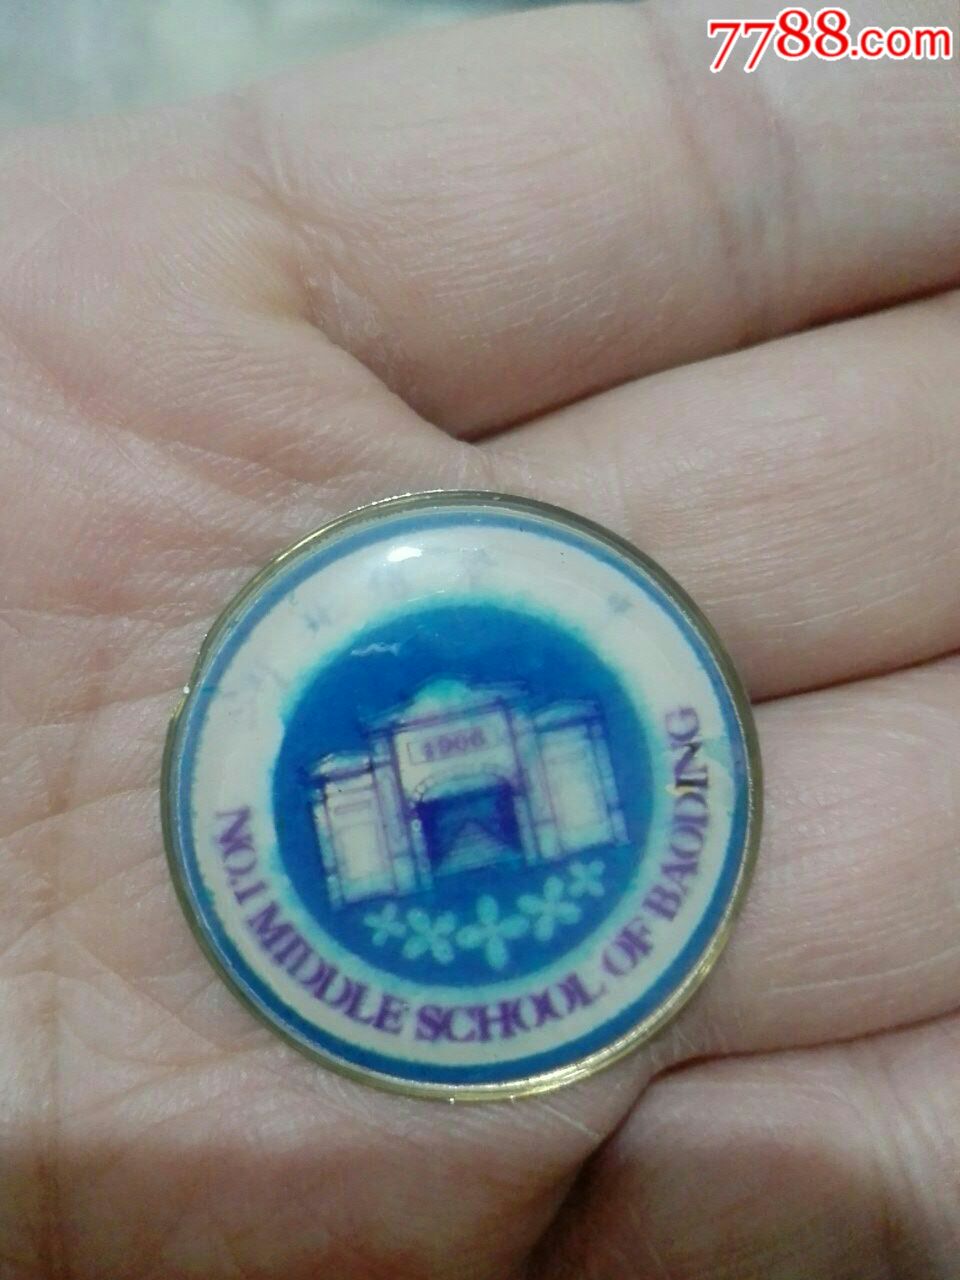 7788.com
1906
NO.1 MIDDLE SCHOOL OF BAODING